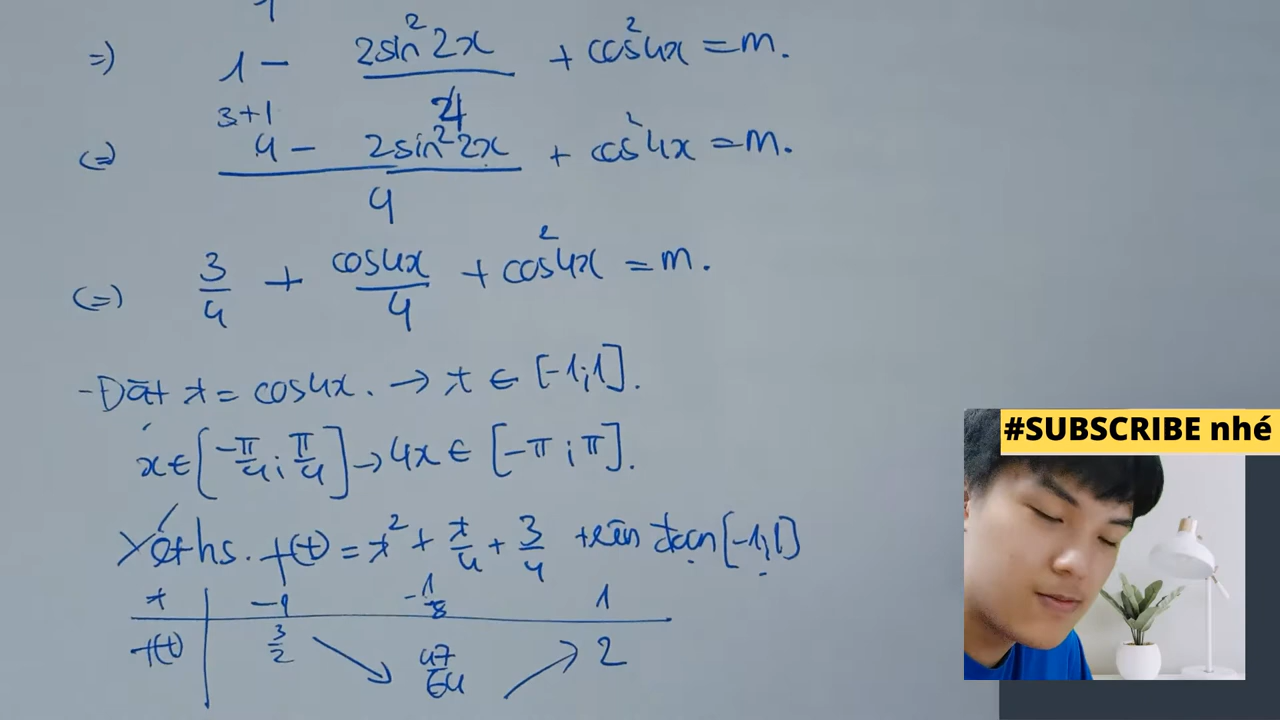 =) 1 - 2sin²2x / 4 + cos²4x = m.
3+1
(=) 4 - 2sin²2x / 4 + cos²4x = m.
(=) 3/4 + cos4x/4 + cos²4x = m.
- Đặt t = cos4x. → t ∈ [-1;1].
x ∈ [-π/4; π/4] → 4x ∈ [-π; π].
#SUBSCRIBE nhé
Xét hs. f(t) = t² + t/4 + 3/4 trên đoạn [-1;1]
t -1 -1/8 1
f(t) 3/2 ↘ 47/64 ↗ 2